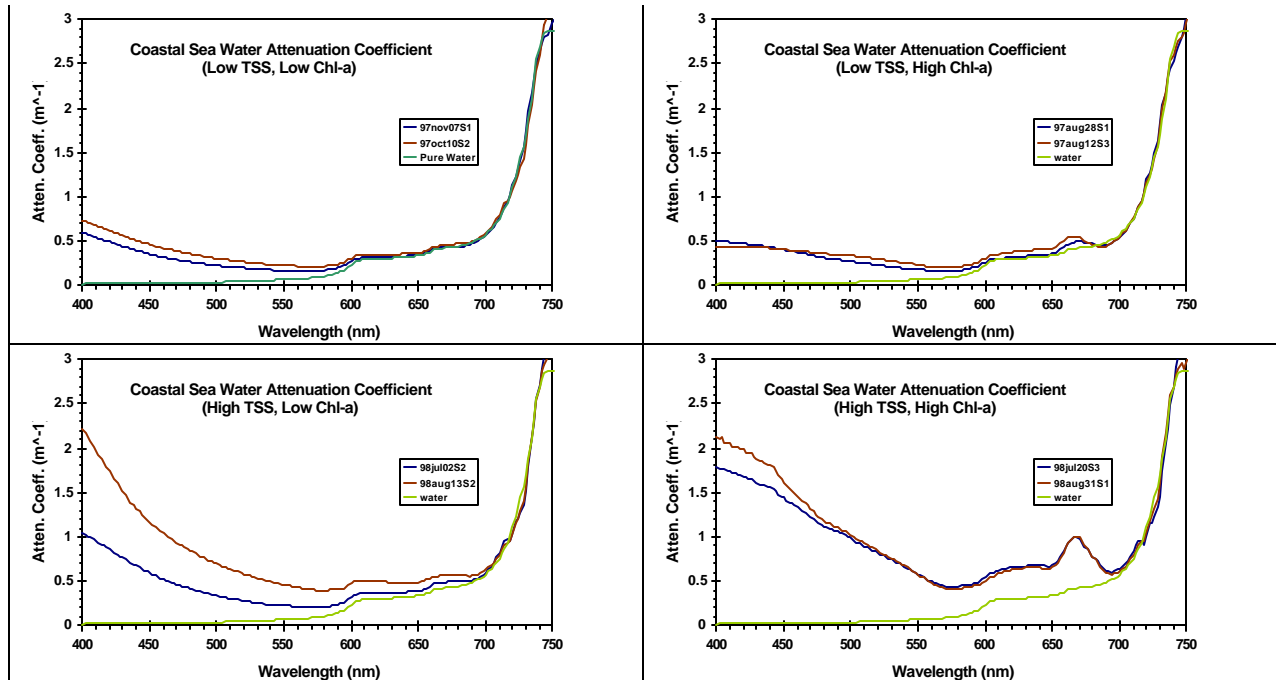 Coastal Sea Water Attenuation Coefficient
(Low TSS, Low Chl-a)
97nov07S1
97oct10S2
Pure Water
Atten. Coeff. (m^-1
3
2.5
2
1.5
1
0.5
0
400 450 500 550 600 650 700 750
Wavelength (nm)
Coastal Sea Water Attenuation Coefficient
(Low TSS, High Chl-a)
97aug28S1
97aug12S3
water
Atten. Coeff. (m^-1
3
2.5
2
1.5
1
0.5
0
400 450 500 550 600 650 700 750
Wavelength (nm)
Coastal Sea Water Attenuation Coefficient
(High TSS, Low Chl-a)
98jul02S2
98aug13S2
water
Atten. Coeff. (m^-1
3
2.5
2
1.5
1
0.5
0
400 450 500 550 600 650 700 750
Wavelength (nm)
Coastal Sea Water Attenuation Coefficient
(High TSS, High Chl-a)
98jul20S3
98aug31S1
water
Atten. Coeff. (m^-1
3
2.5
2
1.5
1
0.5
0
400 450 500 550 600 650 700 750
Wavelength (nm)